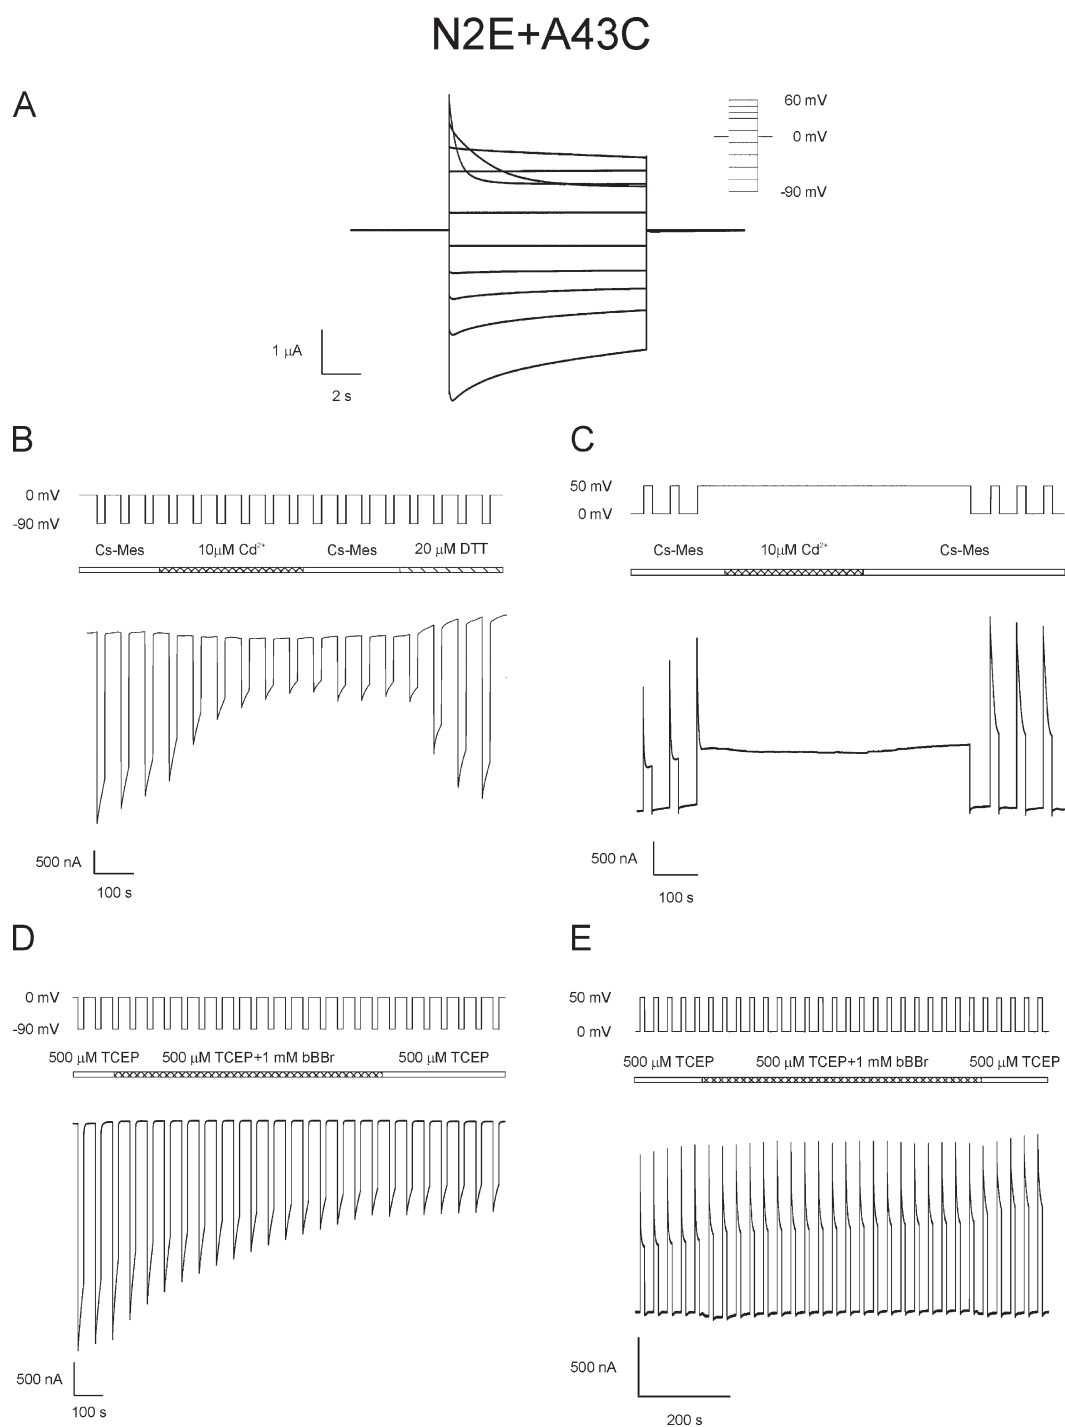 N2E+A43C
A
60 mV
0 mV
-90 mV
1 μA
2 s
B
0 mV
-90 mV
Cs-Mes 10μM Cd²⁺ Cs-Mes 20 μM DTT
500 nA
100 s
C
50 mV
0 mV
Cs-Mes 10μM Cd²⁺ Cs-Mes
500 nA
100 s
D
0 mV
-90 mV
500 μM TCEP 500 μM TCEP+1 mM bBBr 500 μM TCEP
500 nA
100 s
E
50 mV
0 mV
500 μM TCEP 500 μM TCEP+1 mM bBBr 500 μM TCEP
500 nA
200 s